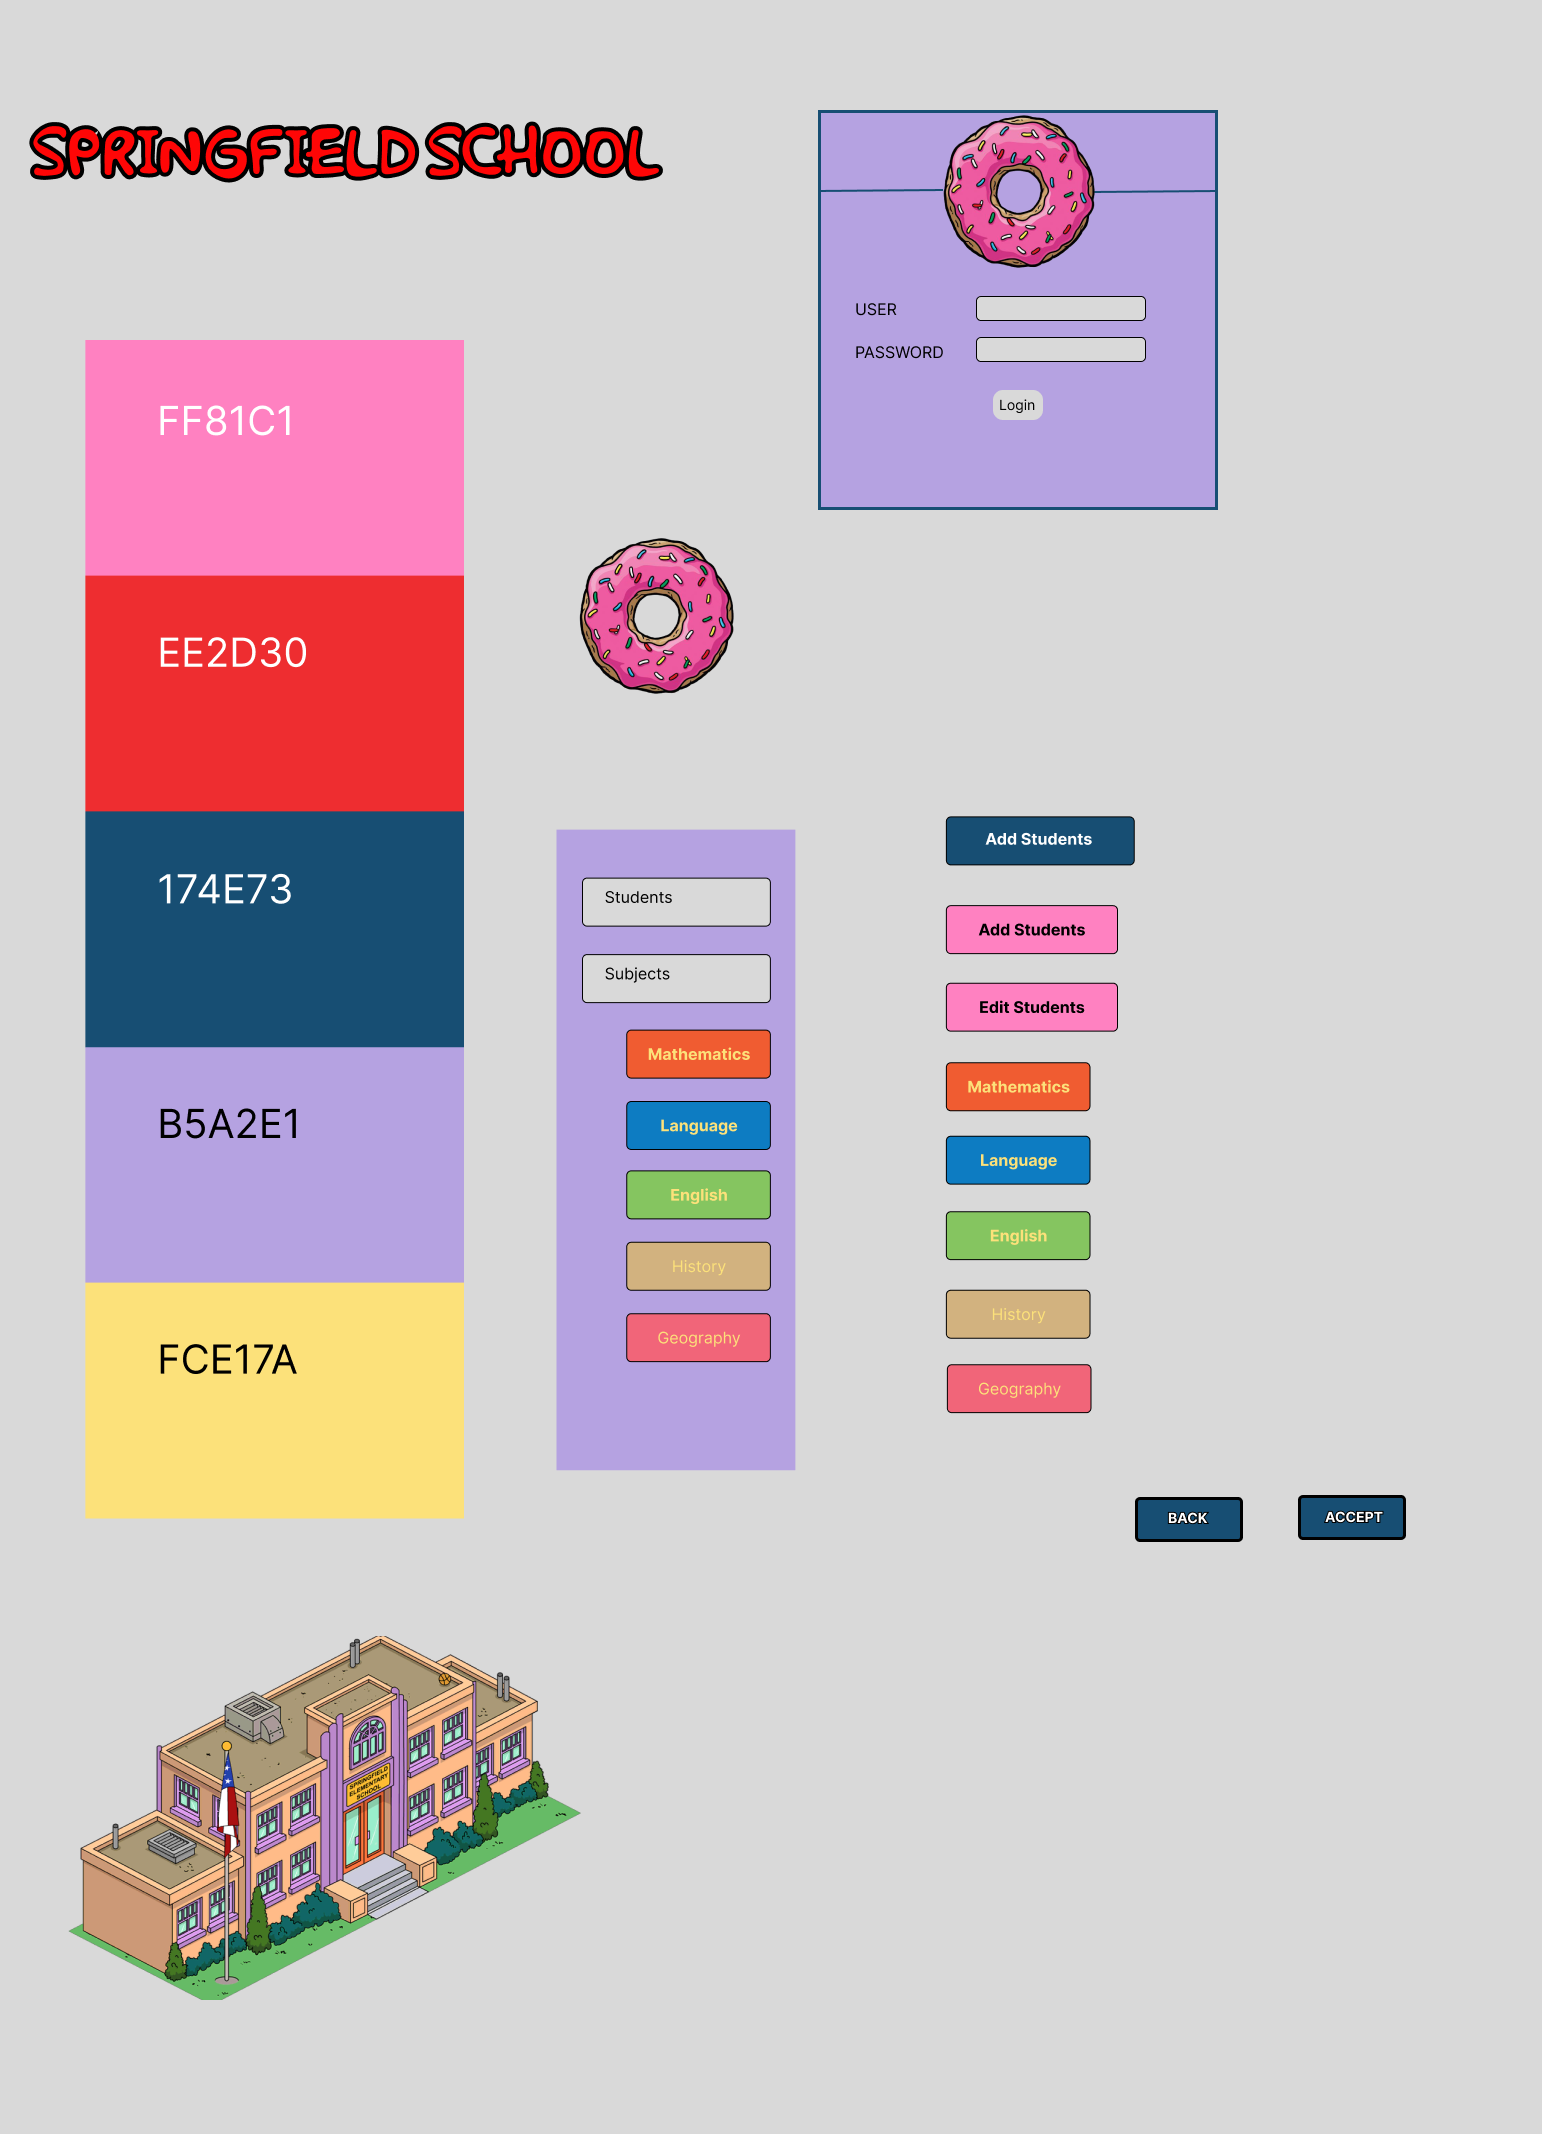 SPRINGFIELD SCHOOL
USER
PASSWORD
Login
FF81C1
EE2D30
174E73
B5A2E1
FCE17A
Students
Subjects
Mathematics
Language
English
History
Geography
Add Students
Add Students
Edit Students
Mathematics
Language
English
History
Geography
BACK
ACCEPT
SPRINGFIELD
ELEMENTARY
SCHOOL